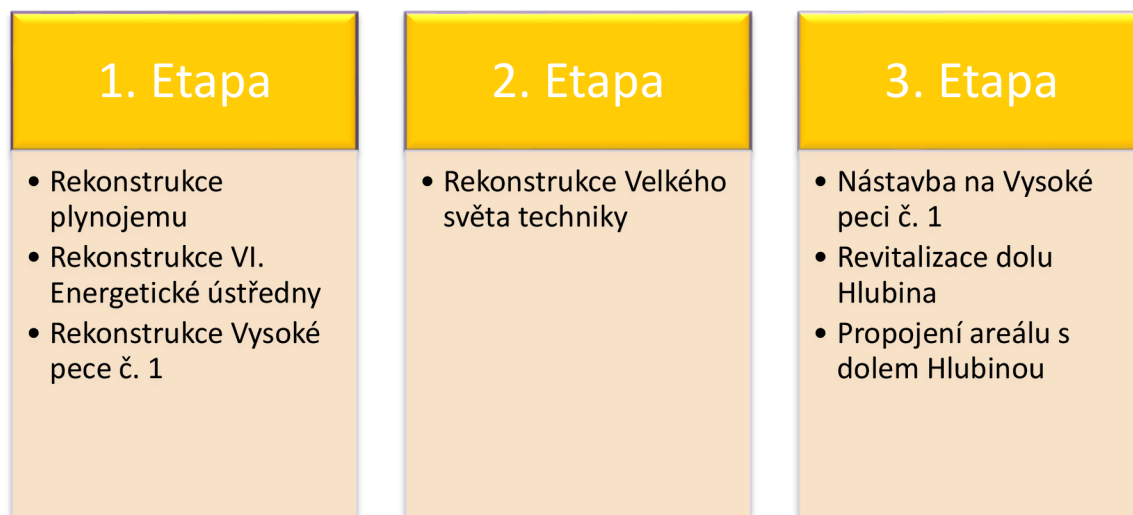 1. Etapa
• Rekonstrukce
plynojemu
• Rekonstrukce VI.
Energetické ústředny
• Rekonstrukce Vysoké
pece č. 1
2. Etapa
• Rekonstrukce Velkého
světa techniky
3. Etapa
• Nástavba na Vysoké
peci č. 1
• Revitalizace dolu
Hlubina
• Propojení areálu s
dolem Hlubinou